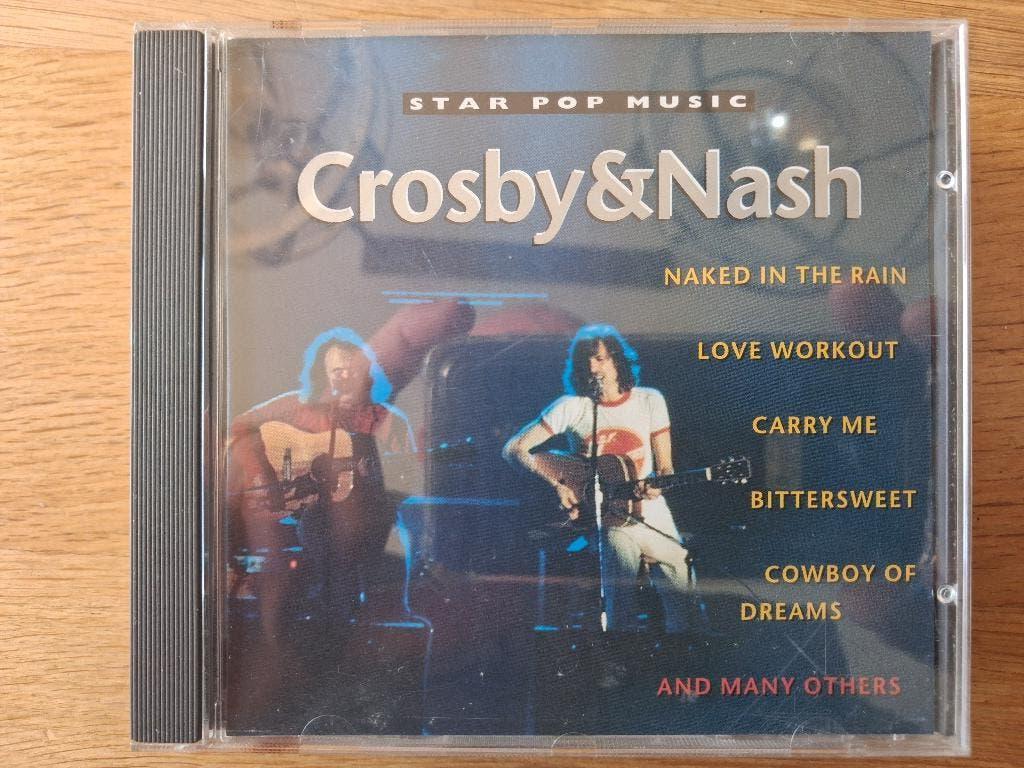 STAR POP MUSIC
Crosby&Nash
NAKED IN THE RAIN
LOVE WORKOUT
CARRY ME
BITTERSWEET
COWBOY OF
DREAMS
AND MANY OTHERS